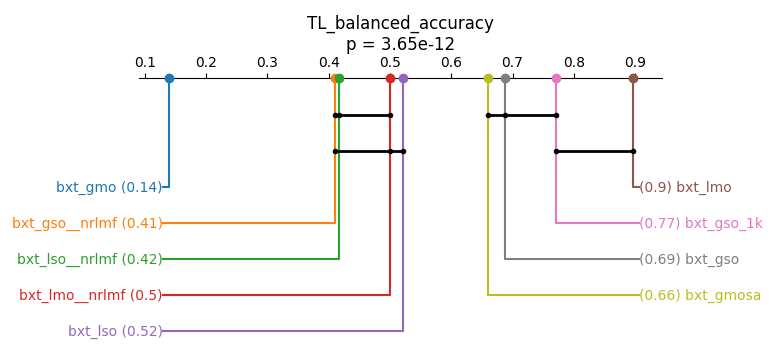 TL_balanced_accuracy
p = 3.65e-12
0.1 0.2 0.3 0.4 0.5 0.6 0.7 0.8 0.9
bxt_gmo (0.14) (0.9) bxt_lmo
bxt_gso__nrlmf (0.41) (0.77) bxt_gso_1k
bxt_lso__nrlmf (0.42) (0.69) bxt_gso
bxt_lmo__nrlmf (0.5) (0.66) bxt_gmosa
bxt_lso (0.52)